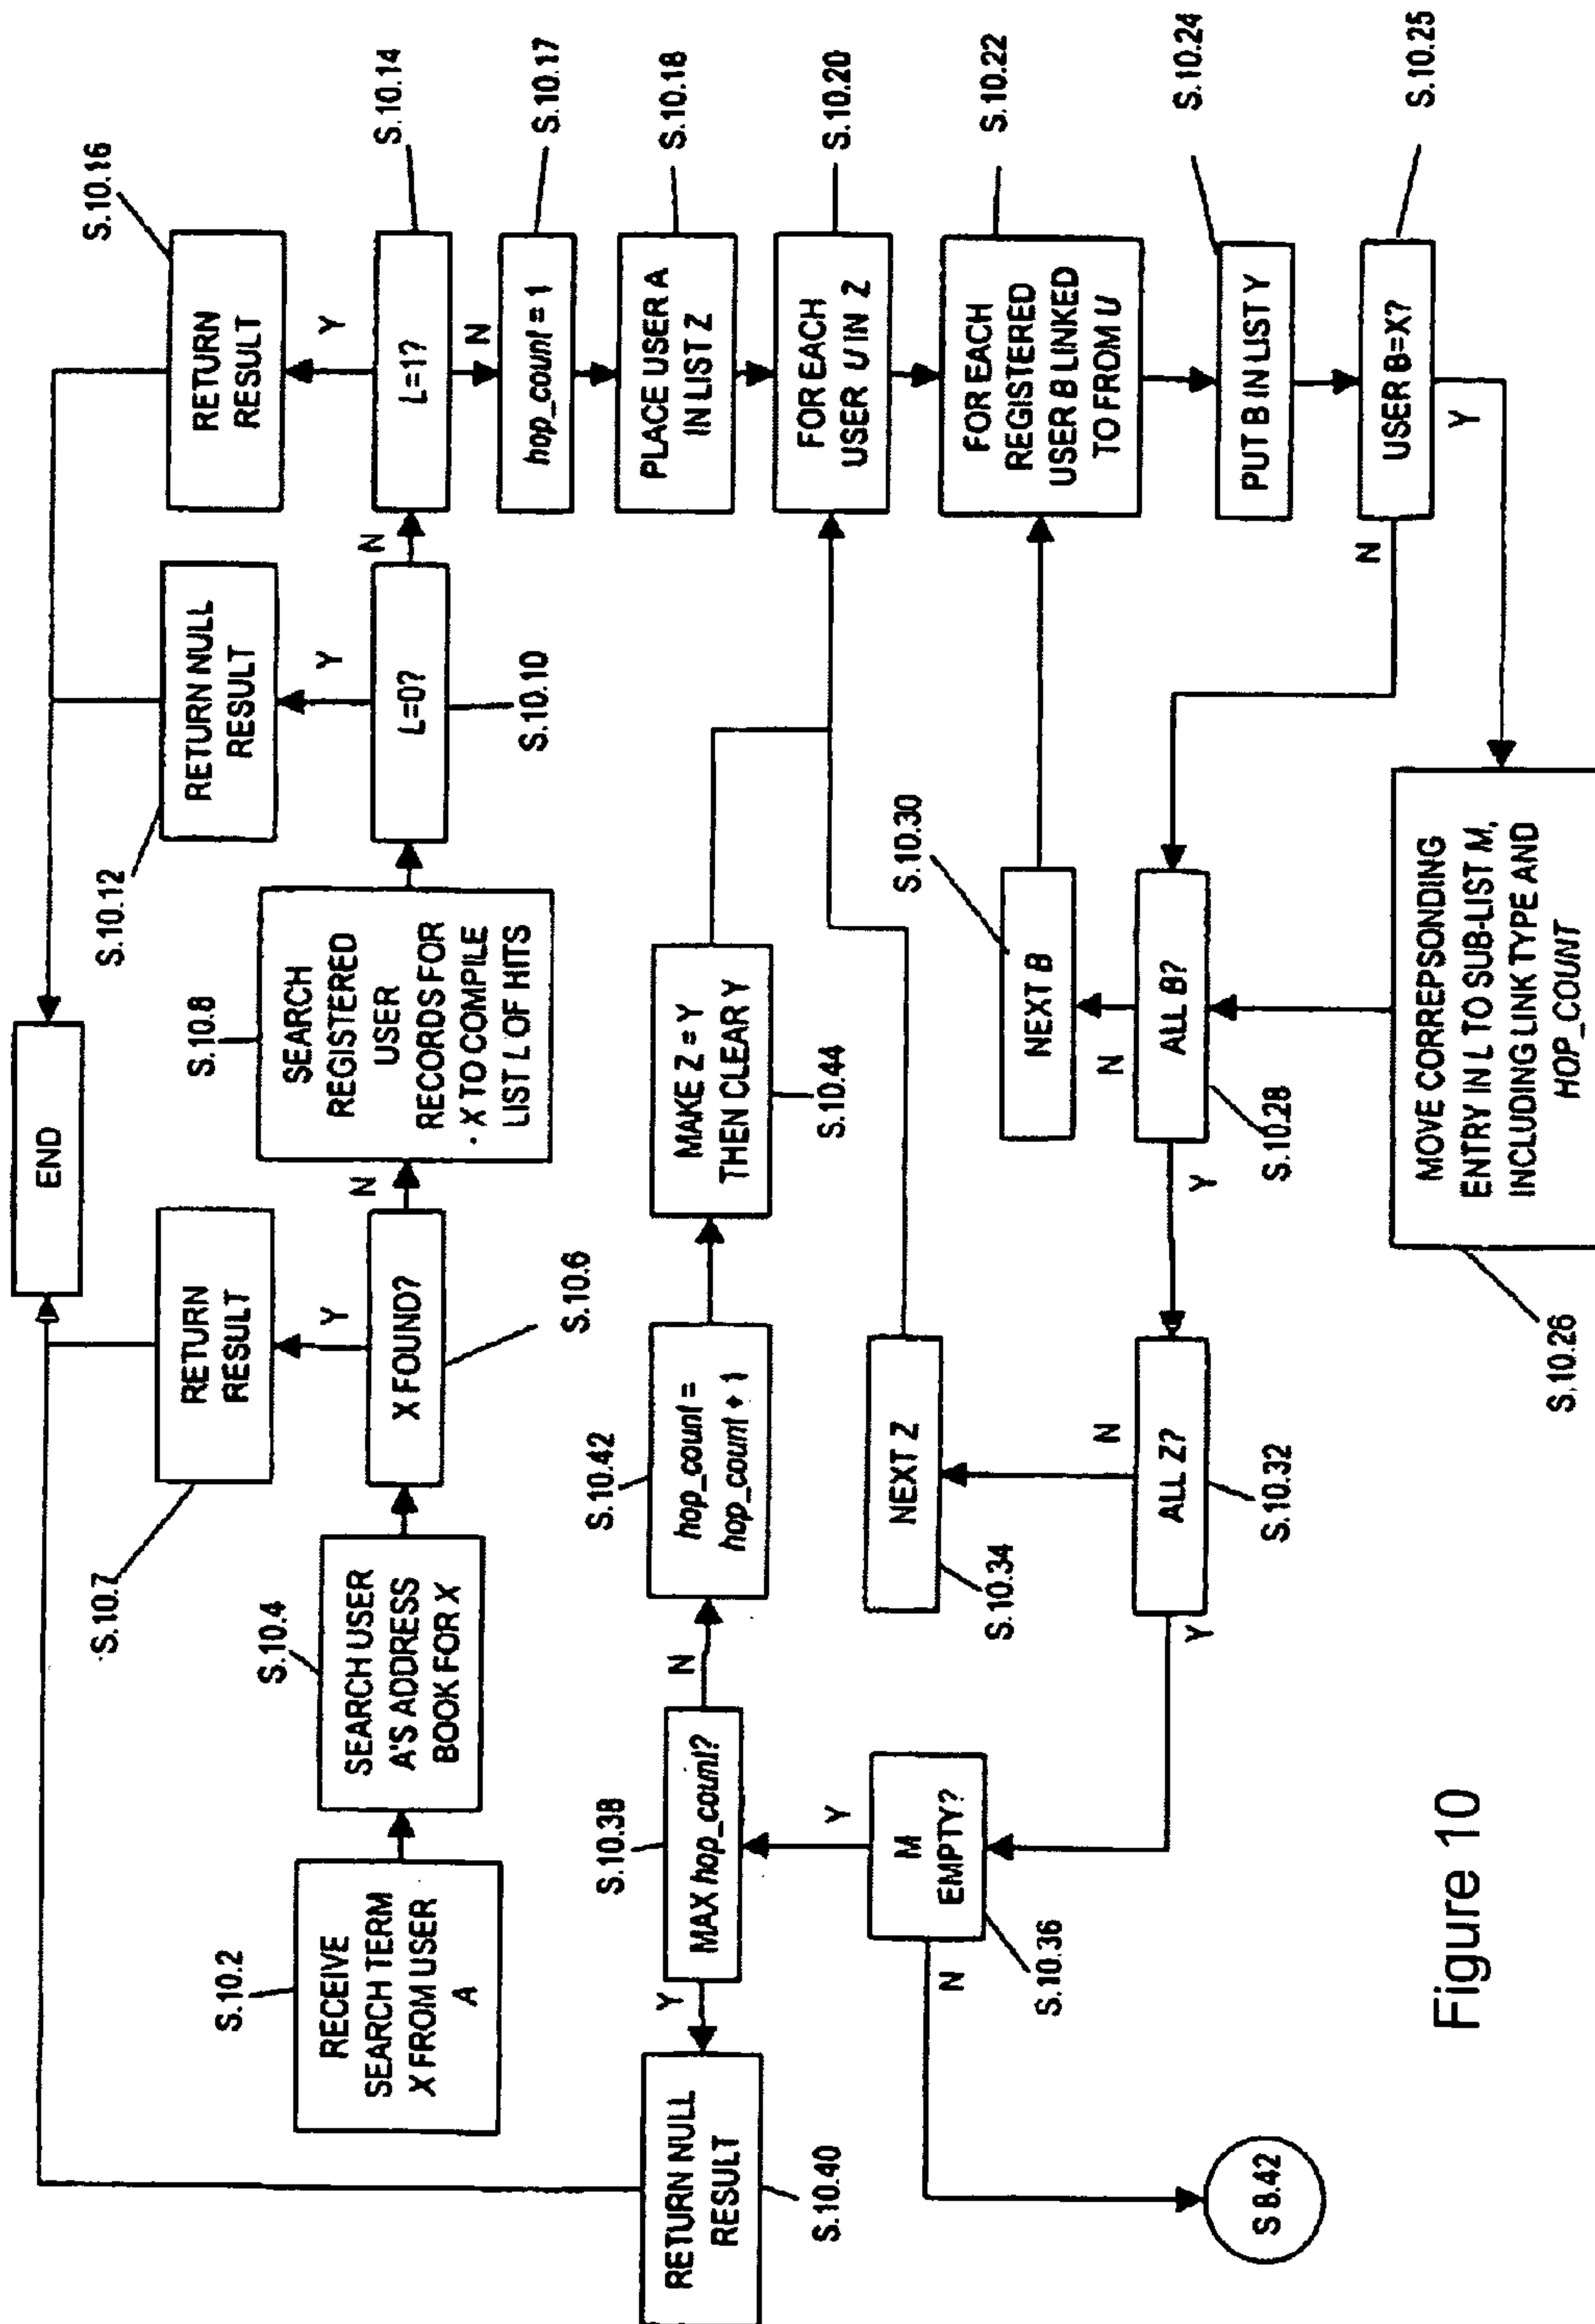 S.10.2
RECEIVE
SEARCH TERM
X FROM USER
A
S.10.4
SEARCH USER
A'S ADDRESS
BOOK FOR X
S.10.7
RETURN
RESULT
Y
X FOUND?
S.10.6
N
END
S.10.8
SEARCH
REGISTERED
USER
RECORDS FOR
X TO COMPILE
LIST L OF HITS
S.10.12
RETURN NULL
RESULT
Y
L=0?
S.10.10
N
S.10.16
RETURN
RESULT
Y
L=1?
S.10.14
N
hop_count = 1
S.10.17
PLACE USER A
IN LIST Z
S.10.18
FOR EACH
USER U IN Z
S.10.20
FOR EACH
REGISTERED
USER B LINKED
TO FROM U
S.10.22
PUT B IN LIST Y
S.10.24
USER B=X?
S.10.25
N
Y
MOVE CORREPSONDING
ENTRY IN L TO SUB-LIST M,
INCLUDING LINK TYPE AND
HOP_COUNT
S.10.26
ALL B?
S.10.28
N
Y
NEXT B
S.10.30
ALL Z?
S.10.32
N
Y
NEXT Z
S.10.34
M
EMPTY?
S.10.36
N
Y
S 8.42
MAX hop_count?
S.10.38
Y
N
RETURN NULL
RESULT
S.10.40
S.10.42
hop_count =
hop_count + 1
MAKE Z = Y
THEN CLEAR Y
S.10.44
Figure 10